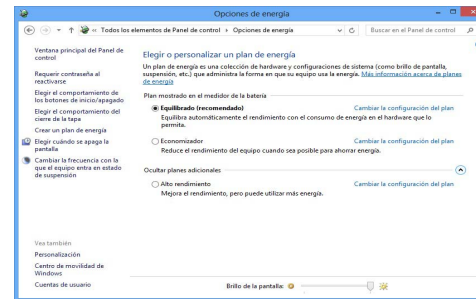 Opciones de energía
« Todos los elementos de Panel de control › Opciones de energía
Buscar en el Panel de control
Ventana principal del Panel de
control
Requerir contraseña al
reactivarse
Elegir el comportamiento de
los botones de inicio/apagado
Elegir el comportamiento del
cierre de la tapa
Crear un plan de energía
Elegir cuándo se apaga la
pantalla
Cambiar la frecuencia con la
que el equipo entra en estado
de suspensión
Elegir o personalizar un plan de energía
Un plan de energía es una colección de hardware y configuraciones de sistema (como brillo de pantalla,
suspensión, etc.) que administra la forma en que su equipo usa la energía. Más información acerca de planes
de energía
Plan mostrado en el medidor de la batería
Equilibrado (recomendado) Cambiar la configuración del plan
Equilibra automáticamente el rendimiento con el consumo de energía en el hardware que lo
permita.
Economizador Cambiar la configuración del plan
Reduce el rendimiento del equipo cuando sea posible para ahorrar energía.
Ocultar planes adicionales
Alto rendimiento Cambiar la configuración del plan
Mejora el rendimiento, pero puede utilizar más energía.
Vea también
Personalización
Centro de movilidad de
Windows
Cuentas de usuario
Brillo de la pantalla: